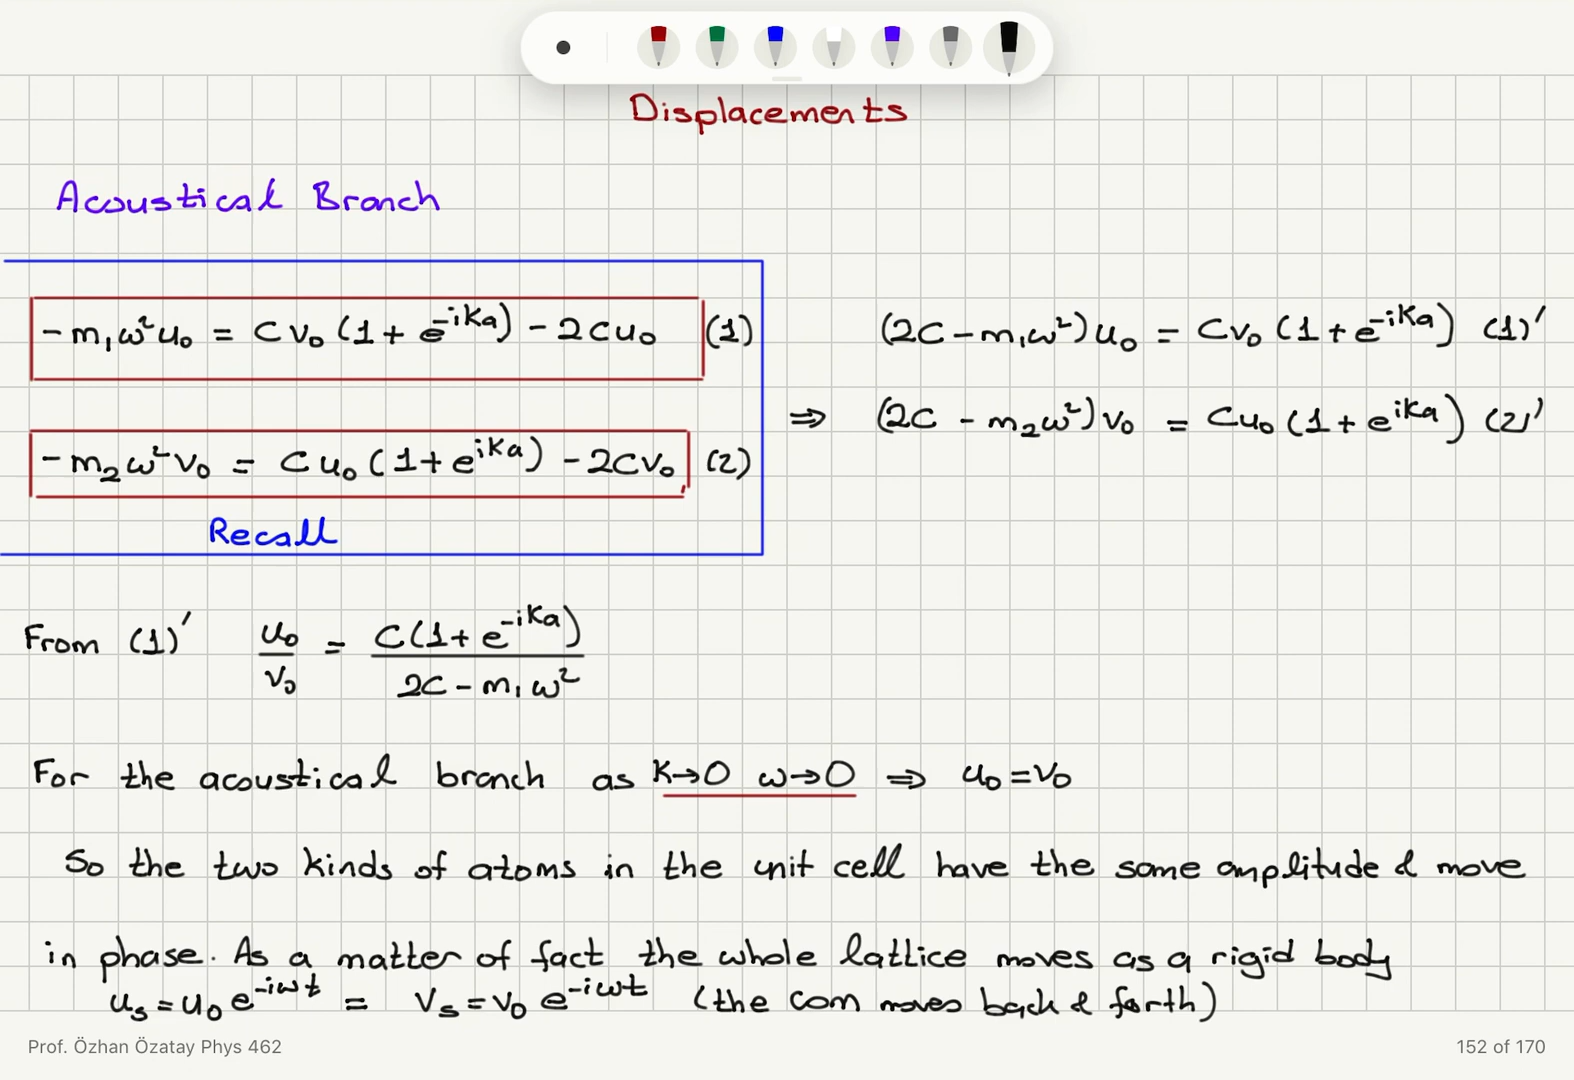 Displacements
Acoustical Branch
-m₁ω²u₀ = Cv₀(1+e^-iKa) - 2Cu₀ (1)
(2C-m₁ω²)u₀ = Cv₀(1+e^-iKa) (1)'
⇒ (2C - m₂ω²)v₀ = Cu₀(1+e^iKa) (2)'
-m₂ω²v₀ = Cu₀(1+e^iKa) - 2Cv₀ (2)
Recall
From (1)' u₀/v₀ = C(1+e^-iKa)/(2C-m₁ω²)
For the acoustical branch as K→0 ω→0 ⇒ u₀=v₀
So the two kinds of atoms in the unit cell have the same amplitude & move
in phase. As a matter of fact the whole lattice moves as a rigid body
uₛ=u₀e^-iωt = Vₛ=v₀e^-iωt (the com moves back & forth)
Prof. Özhan Özatay Phys 462
152 of 170